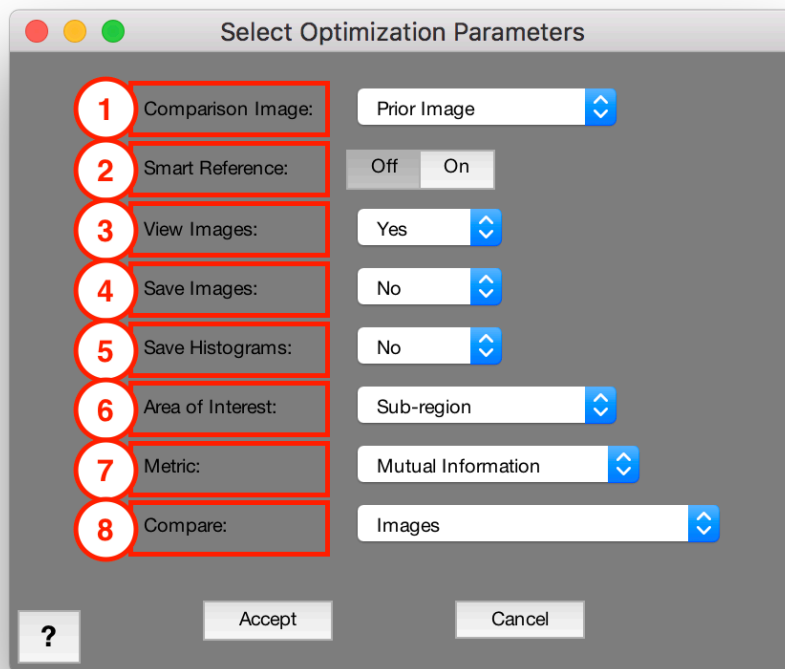 Select Optimization Parameters
1 Comparison Image: Prior Image
2 Smart Reference: Off On
3 View Images: Yes
4 Save Images: No
5 Save Histograms: No
6 Area of Interest: Sub-region
7 Metric: Mutual Information
8 Compare: Images
Accept Cancel
?